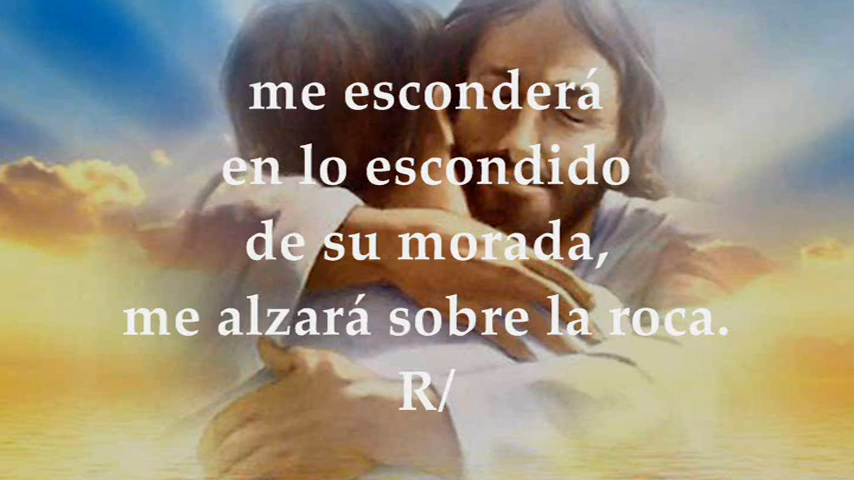 me esconderá
en lo escondido
de su morada,
me alzará sobre la roca.
R/